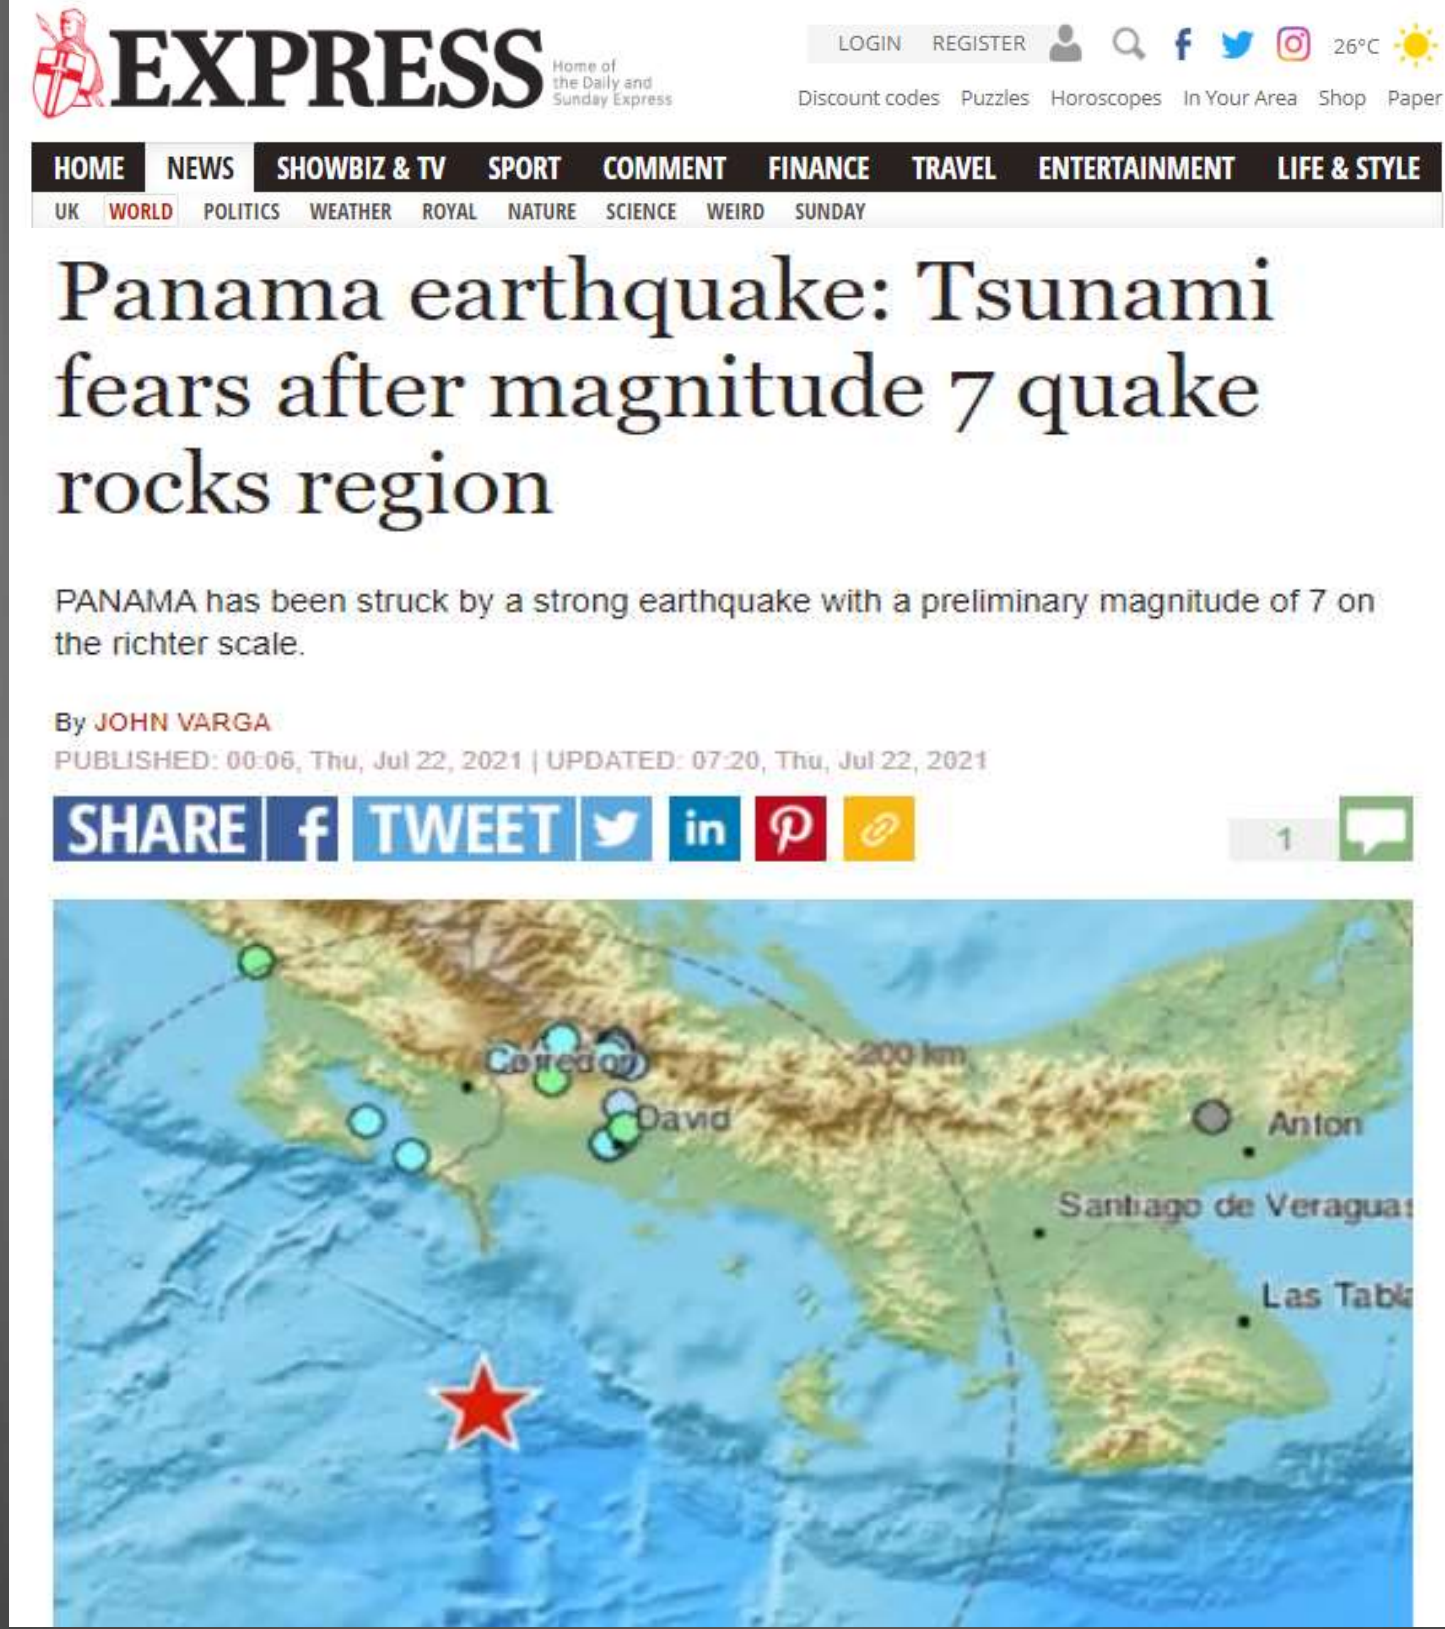 EXPRESS
Home of
the Daily and
Sunday Express
LOGIN REGISTER
26°C
Discount codes Puzzles Horoscopes In Your Area Shop Paper
HOME NEWS SHOWBIZ & TV SPORT COMMENT FINANCE TRAVEL ENTERTAINMENT LIFE & STYLE
UK WORLD POLITICS WEATHER ROYAL NATURE SCIENCE WEIRD SUNDAY
Panama earthquake: Tsunami
fears after magnitude 7 quake
rocks region
PANAMA has been struck by a strong earthquake with a preliminary magnitude of 7 on
the richter scale.
By JOHN VARGA
PUBLISHED: 00:06, Thu, Jul 22, 2021 | UPDATED: 07:20, Thu, Jul 22, 2021
SHARE f TWEET in
1
200 km
Corredor
David
Anton
Santiago de Veraguas
Las Tabla